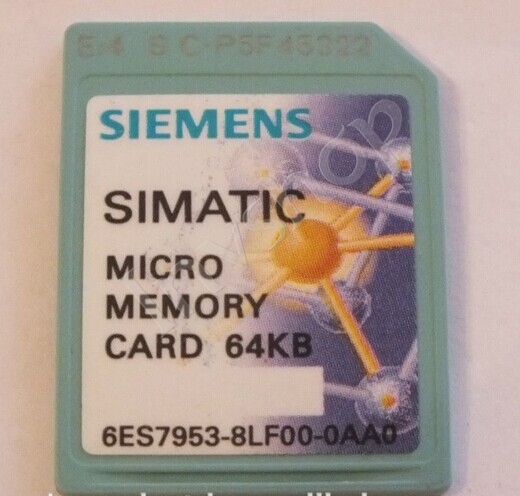 SIEMENS
SIMATIC
MICRO
MEMORY
CARD 64KB
6ES7953-8LF00-0AA0